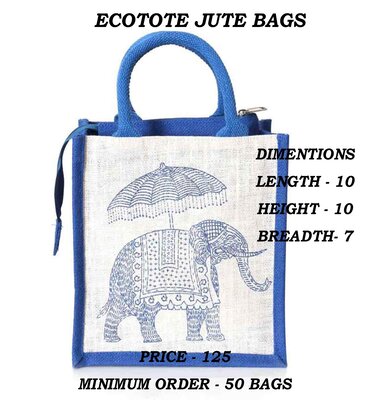 ECOTOTE JUTE BAGS
DIMENTIONS
LENGTH - 10
HEIGHT - 10
BREADTH- 7
PRICE - 125
MINIMUM ORDER - 50 BAGS